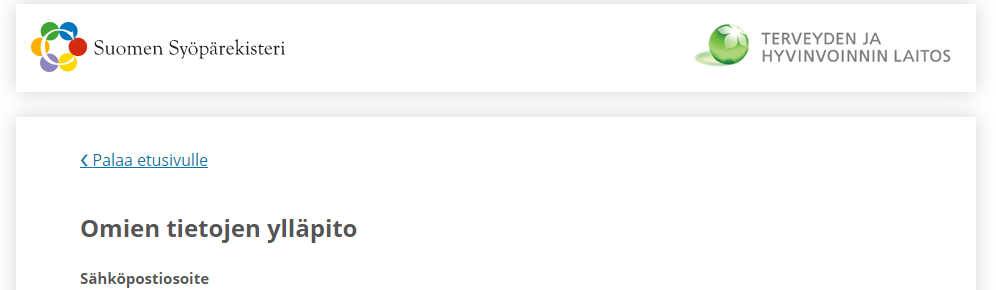 Suomen Syöpärekisteri
TERVEYDEN JA
HYVINVOINNIN LAITOS
‹ Palaa etusivulle
Omien tietojen ylläpito
Sähköpostiosoite